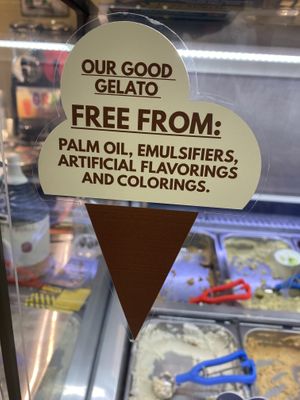 OUR GOOD
GELATO
FREE FROM:
PALM OIL, EMULSIFIERS,
ARTIFICIAL FLAVORINGS
AND COLORINGS.